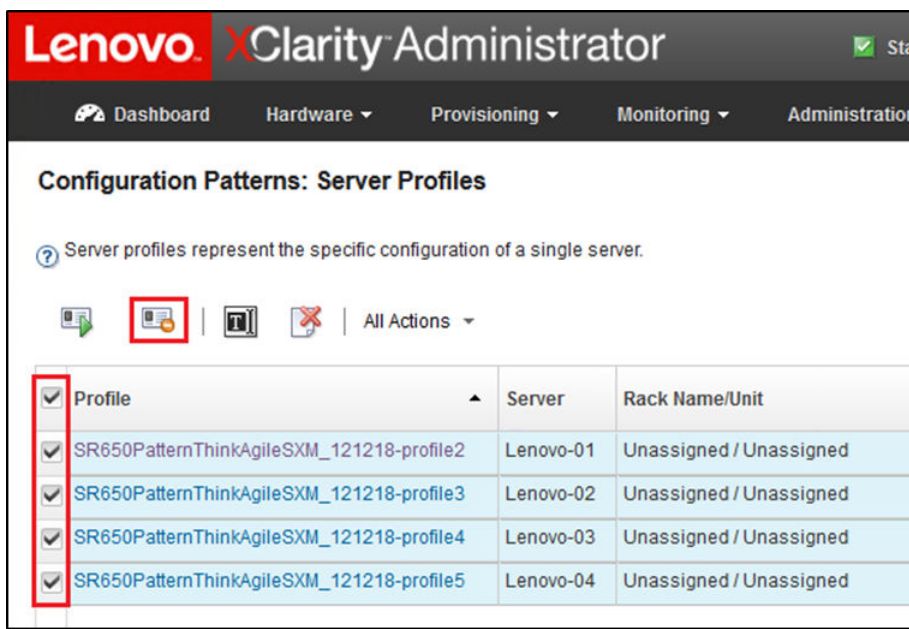 Lenovo. XClarity Administrator Sta
Dashboard Hardware Provisioning Monitoring Administration
Configuration Patterns: Server Profiles
Server profiles represent the specific configuration of a single server.
All Actions
Profile Server Rack Name/Unit
SR650PatternThinkAgileSXM_121218-profile2 Lenovo-01 Unassigned / Unassigned
SR650PatternThinkAgileSXM_121218-profile3 Lenovo-02 Unassigned / Unassigned
SR650PatternThinkAgileSXM_121218-profile4 Lenovo-03 Unassigned / Unassigned
SR650PatternThinkAgileSXM_121218-profile5 Lenovo-04 Unassigned / Unassigned